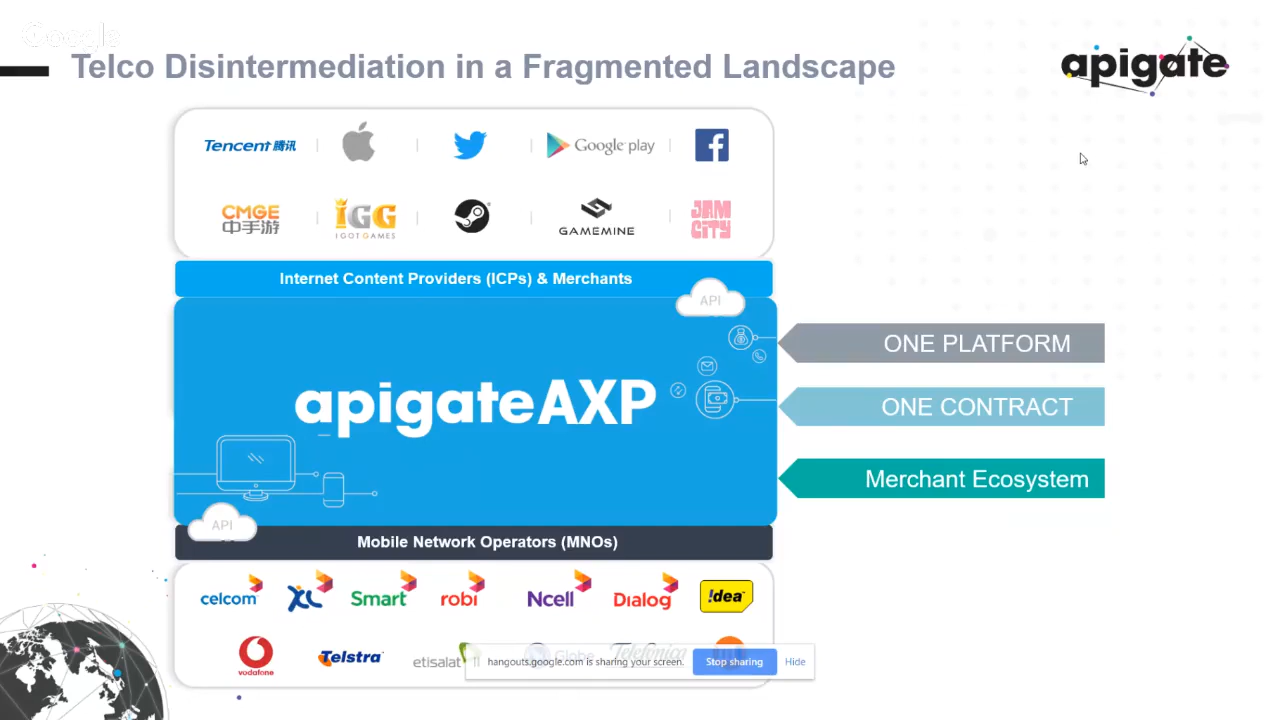 Google
Telco Disintermediation in a Fragmented Landscape
apigate
Tencent 腾讯
Google play
CMGE
中手游
IGG
I GOT GAMES
GAMEMINE
JAM
CITY
Internet Content Providers (ICPs) & Merchants
API
ONE PLATFORM
apigateAXP
ONE CONTRACT
Merchant Ecosystem
API
Mobile Network Operators (MNOs)
celcom XL Smart robi Ncell Dialog !dea
vodafone Telstra etisalat Globe Telefónica
hangouts.google.com is sharing your screen. Stop sharing Hide